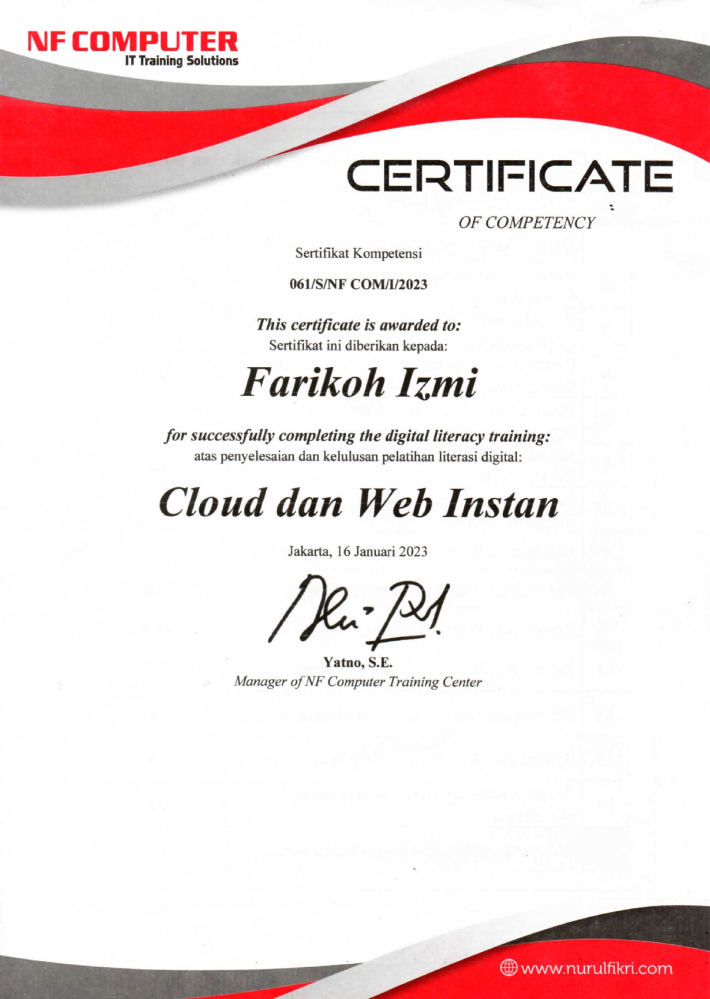 NF COMPUTER
IT Training Solutions
CERTIFICATE
OF COMPETENCY
Sertifikat Kompetensi
061/S/NF COM/I/2023
This certificate is awarded to:
Sertifikat ini diberikan kepada:
Farikoh Izmi
for successfully completing the digital literacy training:
atas penyelesaian dan kelulusan pelatihan literasi digital:
Cloud dan Web Instan
Jakarta, 16 Januari 2023
Yatno, S.E.
Manager of NF Computer Training Center
www.nurulfikri.com